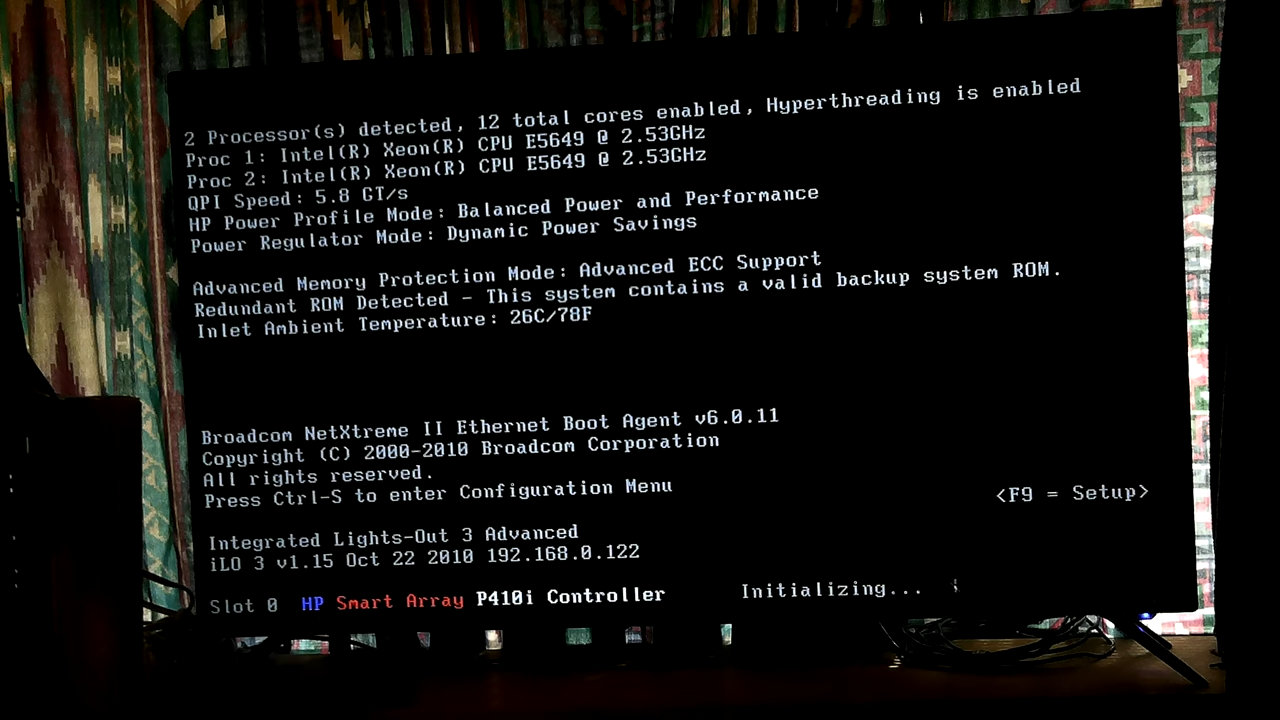 2 Processor(s) detected, 12 total cores enabled, Hyperthreading is enabled
Proc 1: Intel(R) Xeon(R) CPU E5649 @ 2.53GHz
Proc 2: Intel(R) Xeon(R) CPU E5649 @ 2.53GHz
QPI Speed: 5.8 GT/s
HP Power Profile Mode: Balanced Power and Performance
Power Regulator Mode: Dynamic Power Savings
Advanced Memory Protection Mode: Advanced ECC Support
Redundant ROM Detected - This system contains a valid backup system ROM.
Inlet Ambient Temperature: 26C/78F
Broadcom NetXtreme II Ethernet Boot Agent v6.0.11
Copyright (C) 2000-2010 Broadcom Corporation
All rights reserved.
Press Ctrl-S to enter Configuration Menu
<F9 = Setup>
Integrated Lights-Out 3 Advanced
iLO 3 v1.15 Oct 22 2010 192.168.0.122
Slot 0 HP Smart Array P410i Controller Initializing...